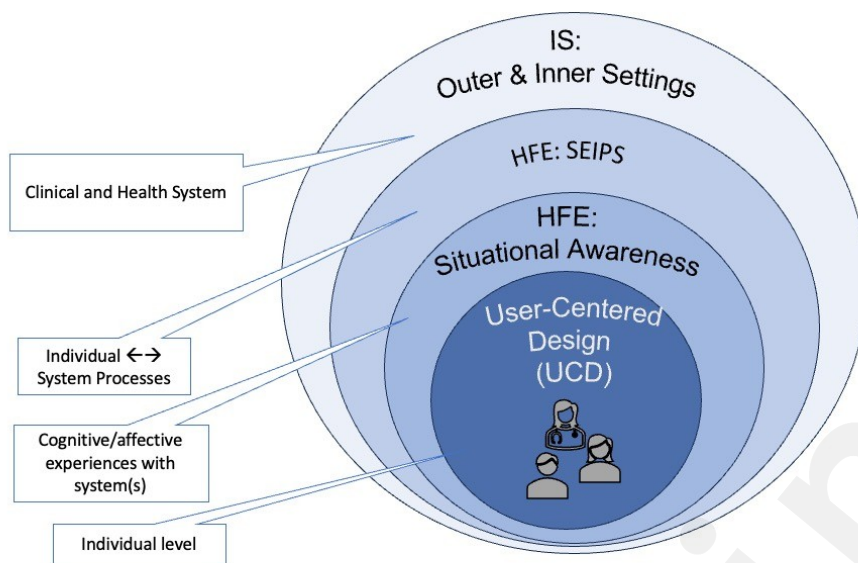 IS:
Outer & Inner Settings
HFE: SEIPS
Clinical and Health System
HFE:
Situational Awareness
User-Centered
Design
(UCD)
Individual ←→
System Processes
Cognitive/affective
experiences with
system(s)
Individual level